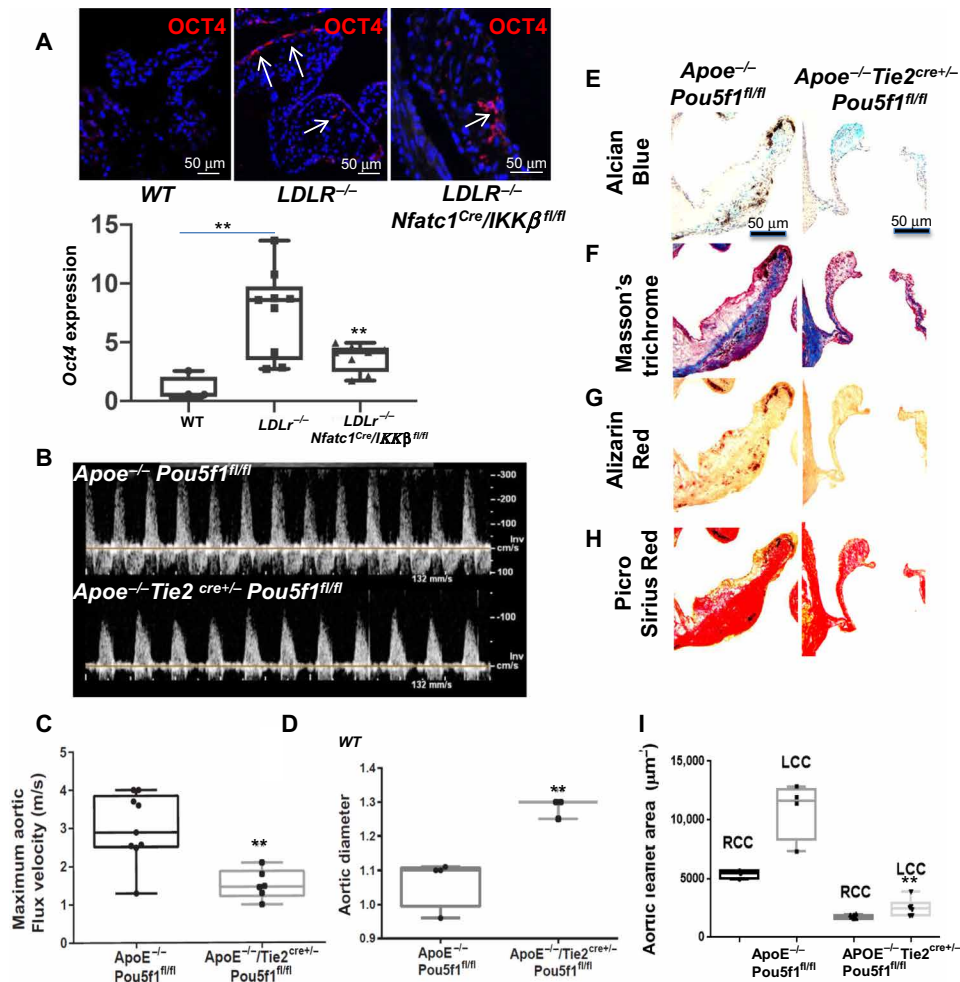 A
OCT4
OCT4
OCT4
50 μm
50 μm
50 μm
WT
LDLR−/−
LDLR−/−
Nfatc1Cre/IKKβfl/fl
**
**
Oct4 expression
15
10
5
0
WT
LDLr−/−
LDLr−/−
Nfatc1Cre/IKKβfl/fl
B
Apoe−/− Pou5f1fl/fl
-300
-200
-100
Inv
cm/s
100
132 mm/s
Apoe−/−Tie2 cre+/− Pou5f1fl/fl
-100
Inv
cm/s
132 mm/s
C
Maximum aortic
Flux velocity (m/s)
5
4
3
2
1
0
**
ApoE−/−
Pou5f1fl/fl
ApoE−/−/Tie2cre+/−
Pou5f1fl/fl
D
WT
Aortic diameter
1.4
1.3
1.2
1.1
1.0
0.9
**
ApoE−/−
Pou5f1fl/fl
ApoE−/−/Tie2cre+/−
Pou5f1fl/fl
E
Apoe−/−
Pou5f1fl/fl
Apoe−/−Tie2cre+/−
Pou5f1fl/fl
Alcian
Blue
50 μm
50 μm
F
Masson's
trichrome
G
Alizarin
Red
H
Picro
Sirius Red
I
Aortic leaflet area (μm−)
15,000
10,000
5000
0
RCC
LCC
RCC
LCC
**
ApoE−/−
Pou5f1fl/fl
APOE−/−Tie2cre+/−
Pou5f1fl/fl